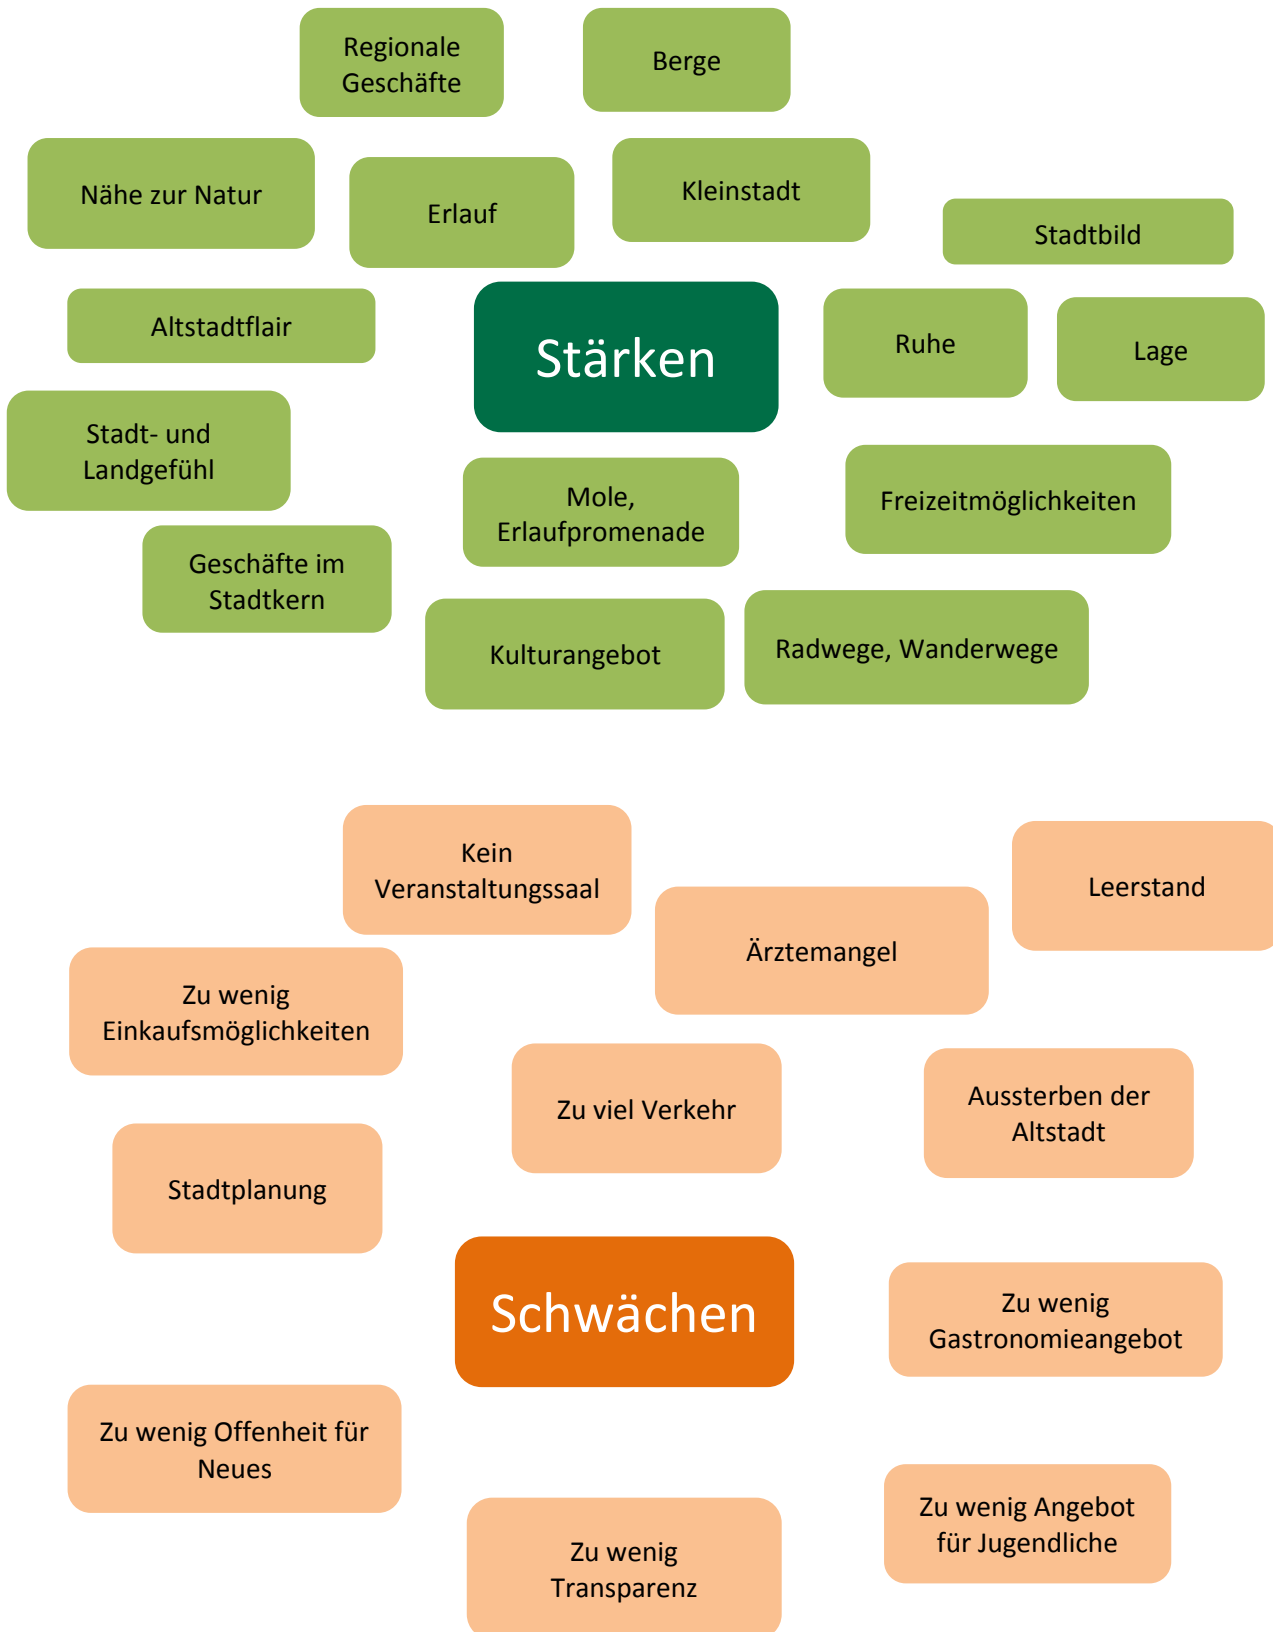 Regionale
Geschäfte
Berge
Nähe zur Natur
Erlauf
Kleinstadt
Stadtbild
Altstadtflair
Stärken
Ruhe
Lage
Stadt- und
Landgefühl
Mole,
Erlaufpromenade
Freizeitmöglichkeiten
Geschäfte im
Stadtkern
Kulturangebot
Radwege, Wanderwege
Kein
Veranstaltungssaal
Leerstand
Ärztemangel
Zu wenig
Einkaufsmöglichkeiten
Zu viel Verkehr
Aussterben der
Altstadt
Stadtplanung
Schwächen
Zu wenig
Gastronomieangebot
Zu wenig Offenheit für
Neues
Zu wenig Angebot
für Jugendliche
Zu wenig
Transparenz